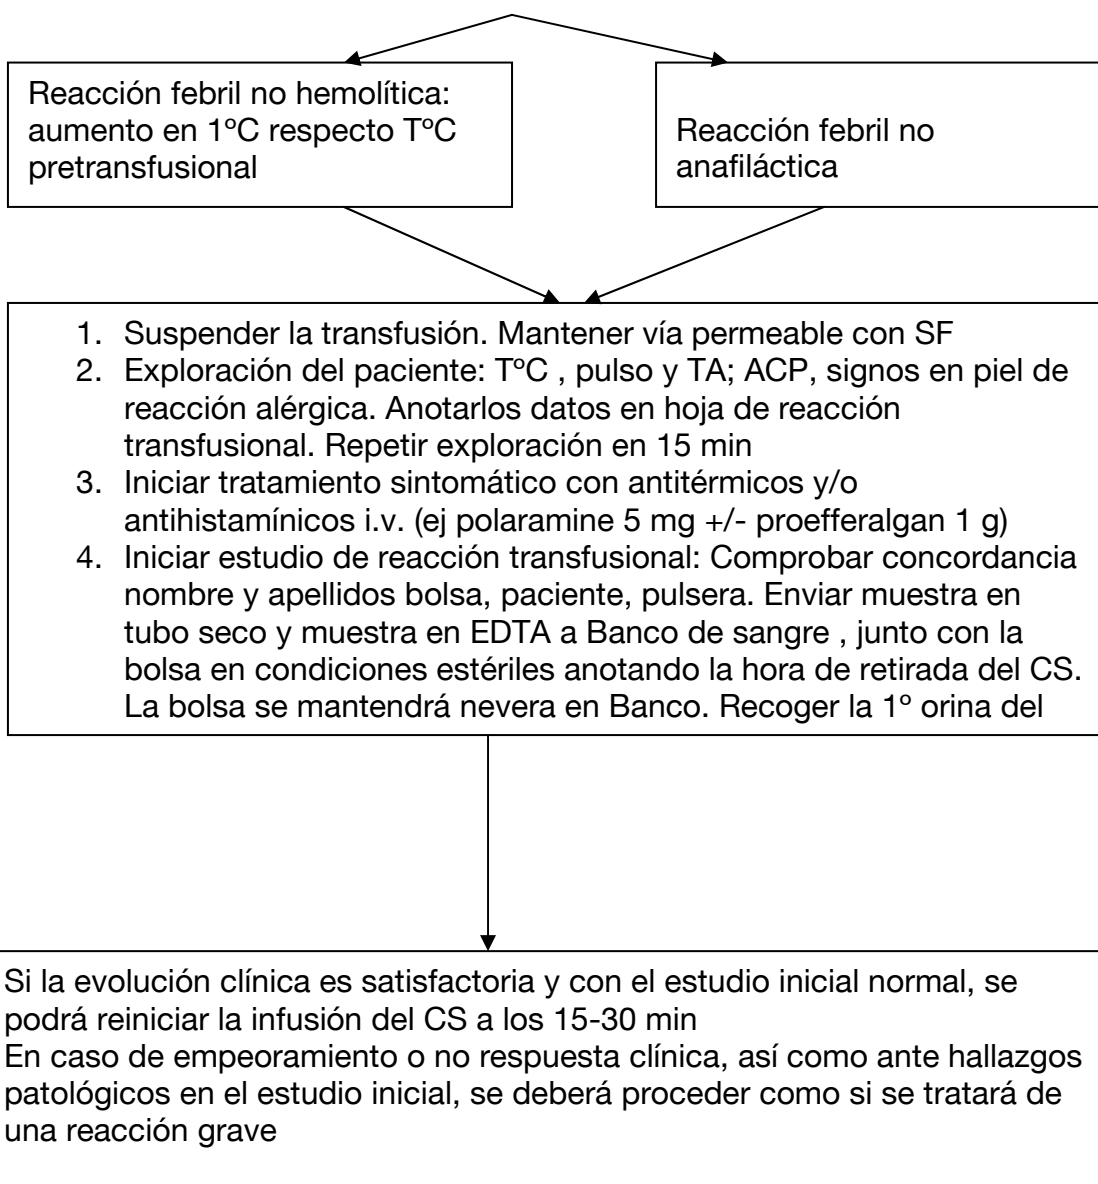 Reacción febril no hemolítica:
aumento en 1ºC respecto TºC
pretransfusional
Reacción febril no
anafiláctica
1. Suspender la transfusión. Mantener vía permeable con SF
2. Exploración del paciente: TºC , pulso y TA; ACP, signos en piel de
reacción alérgica. Anotarlos datos en hoja de reacción
transfusional. Repetir exploración en 15 min
3. Iniciar tratamiento sintomático con antitérmicos y/o
antihistamínicos i.v. (ej polaramine 5 mg +/- proefferalgan 1 g)
4. Iniciar estudio de reacción transfusional: Comprobar concordancia
nombre y apellidos bolsa, paciente, pulsera. Enviar muestra en
tubo seco y muestra en EDTA a Banco de sangre , junto con la
bolsa en condiciones estériles anotando la hora de retirada del CS.
La bolsa se mantendrá nevera en Banco. Recoger la 1º orina del
Si la evolución clínica es satisfactoria y con el estudio inicial normal, se
podrá reiniciar la infusión del CS a los 15-30 min
En caso de empeoramiento o no respuesta clínica, así como ante hallazgos
patológicos en el estudio inicial, se deberá proceder como si se tratará de
una reacción grave